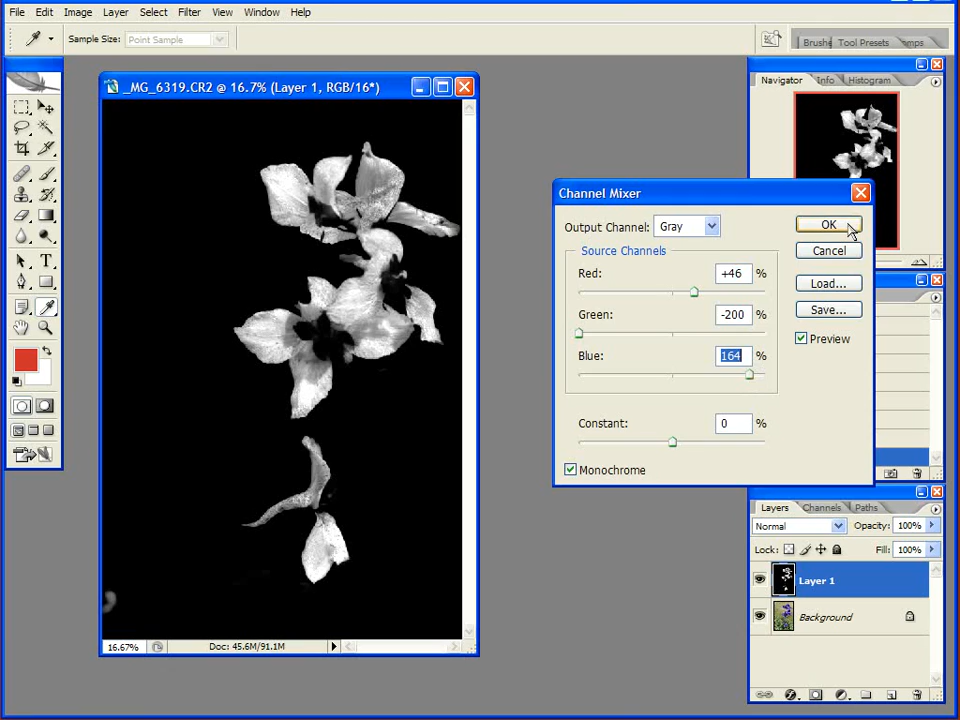 File Edit Image Layer Select Filter View Window Help
Sample Size: Point Sample
Brushe Tool Presets omps
_MG_6319.CR2 @ 16.7% (Layer 1, RGB/16*)
Navigator Info Histogram
Channel Mixer
Output Channel: Gray
OK
Source Channels
Cancel
Red: +46 %
Load...
Green: -200 %
Save...
Preview
Blue: 164 %
Constant: 0 %
Monochrome
Layers Channels Paths
Normal Opacity: 100%
Lock: Fill: 100%
Layer 1
Background
16.67% Doc: 45.6M/91.1M